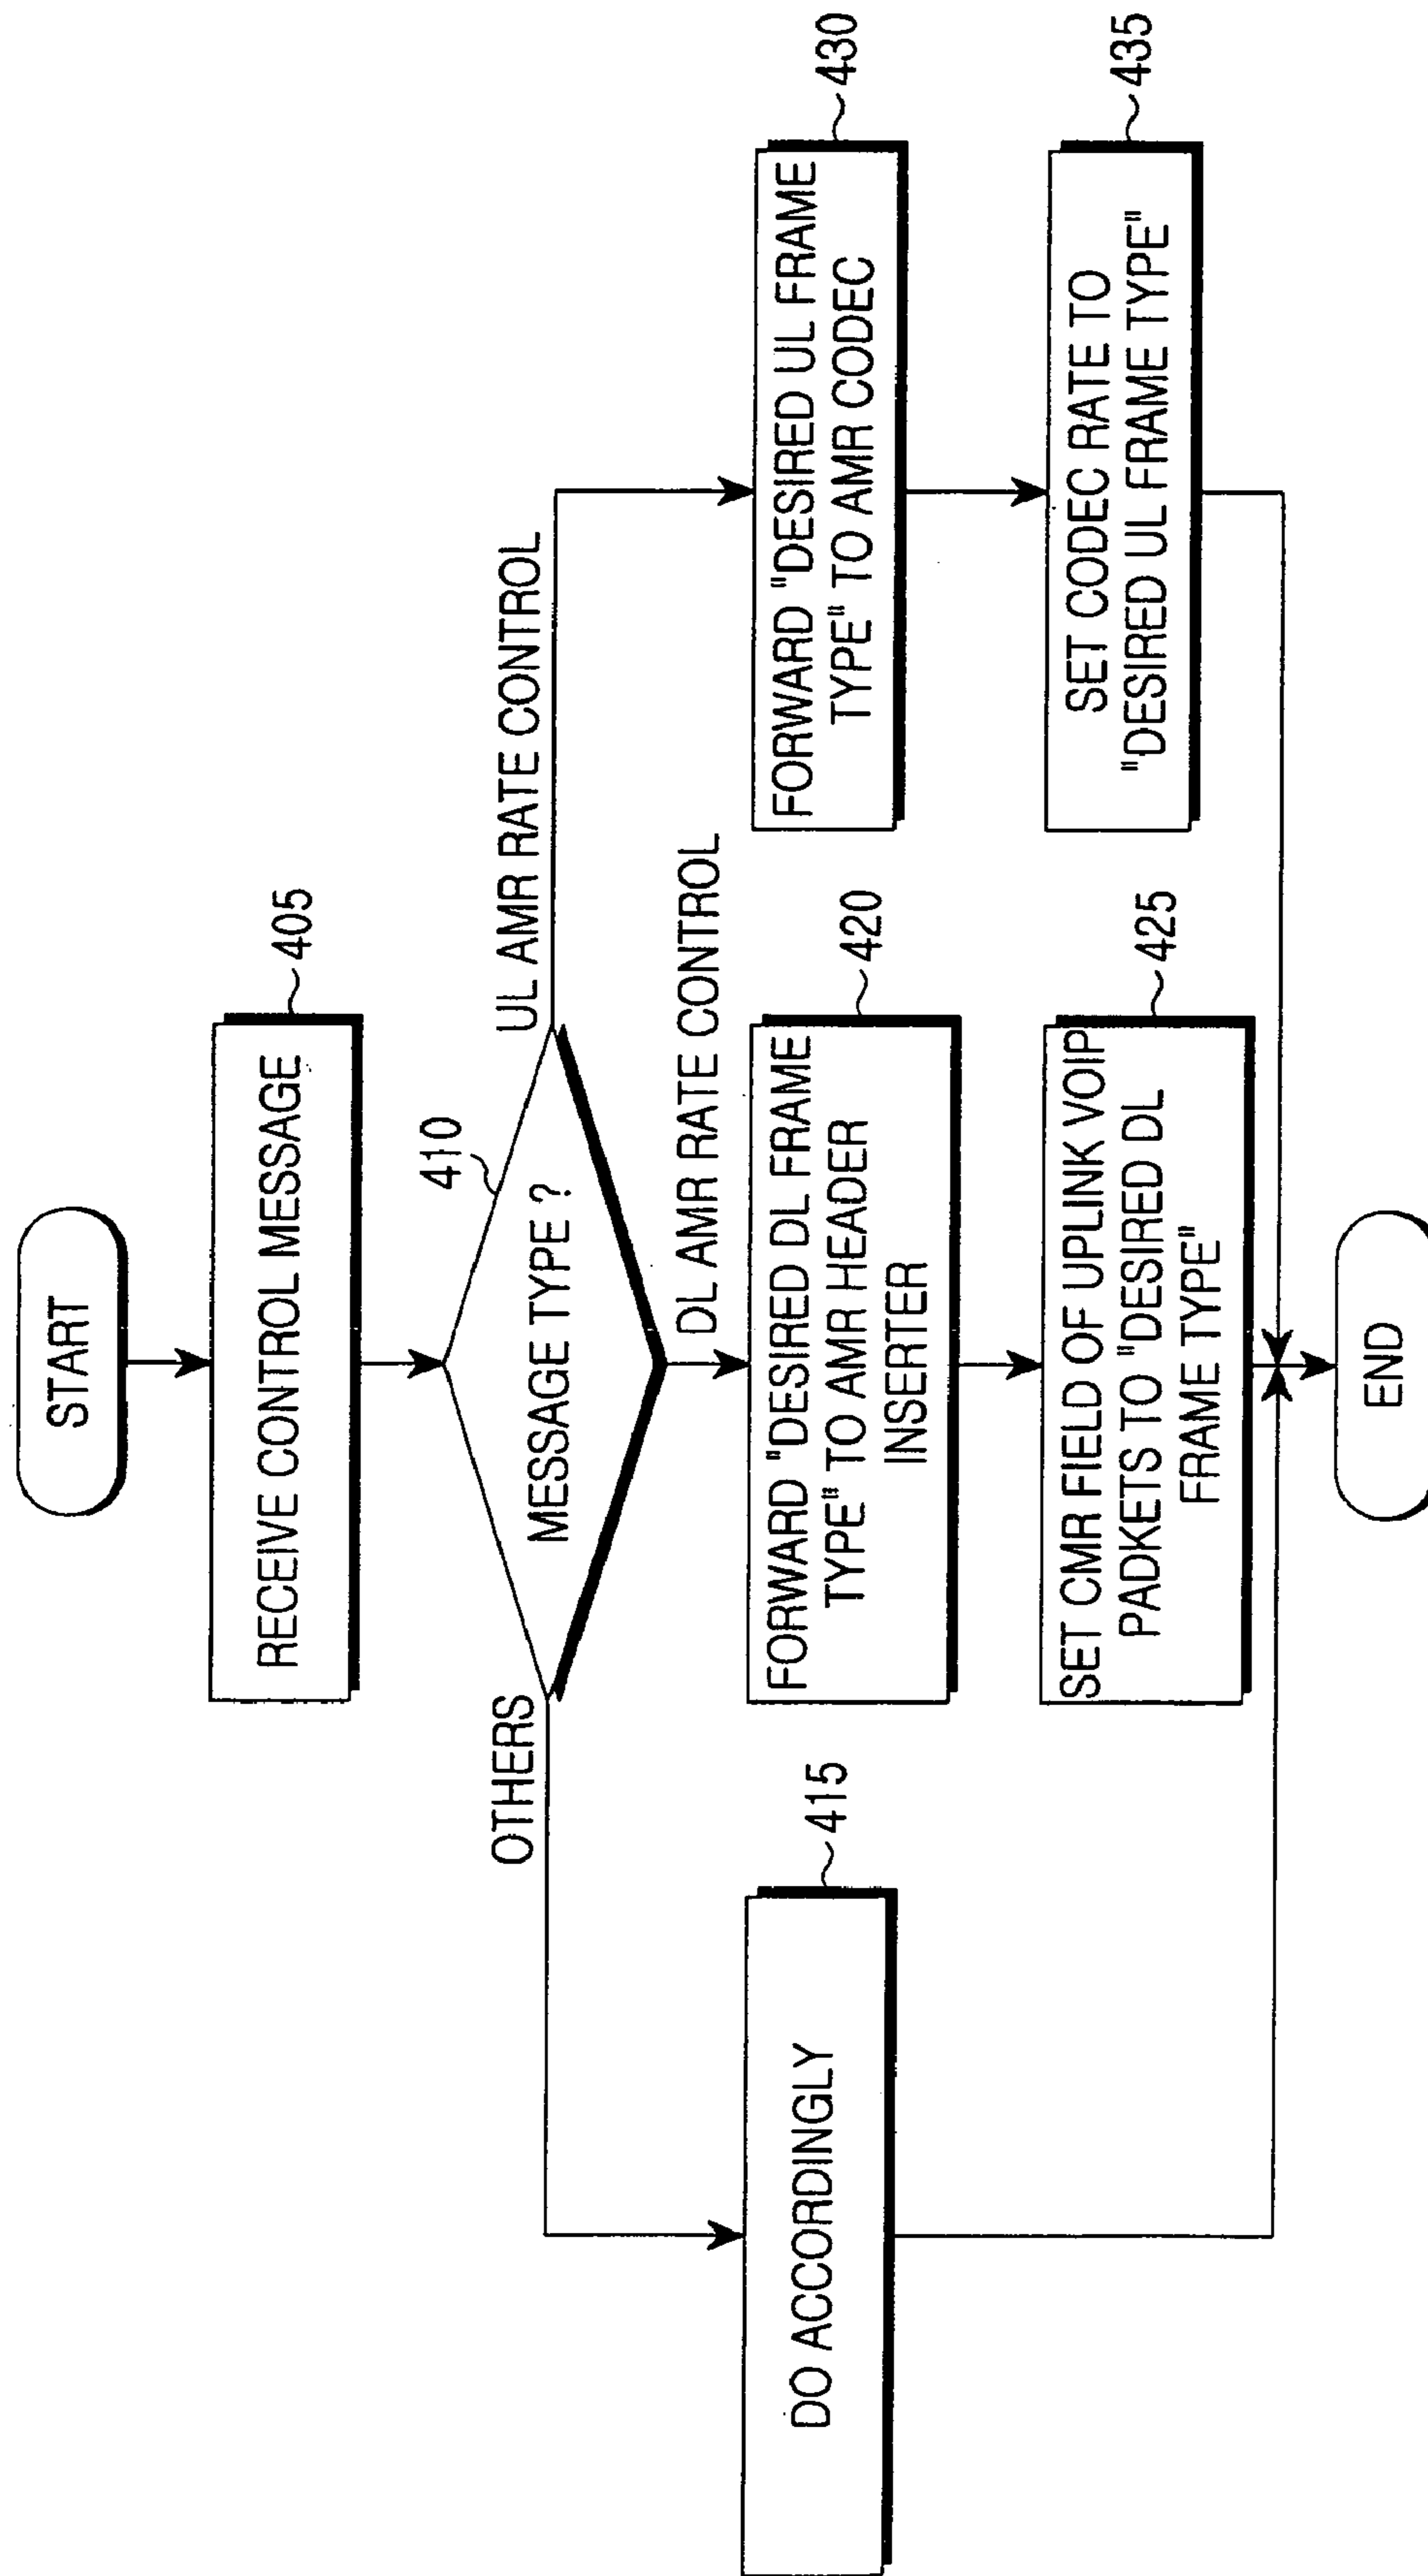 START
RECEIVE CONTROL MESSAGE
405
410
MESSAGE TYPE ?
OTHERS
DL AMR RATE CONTROL
UL AMR RATE CONTROL
DO ACCORDINGLY
415
FORWARD "DESIRED DL FRAME
TYPE" TO AMR HEADER
INSERTER
420
FORWARD "DESIRED UL FRAME
TYPE" TO AMR CODEC
430
SET CMR FIELD OF UPLINK VOIP
PADKETS TO "DESIRED DL
FRAME TYPE"
425
SET CODEC RATE TO
"DESIRED UL FRAME TYPE"
435
END